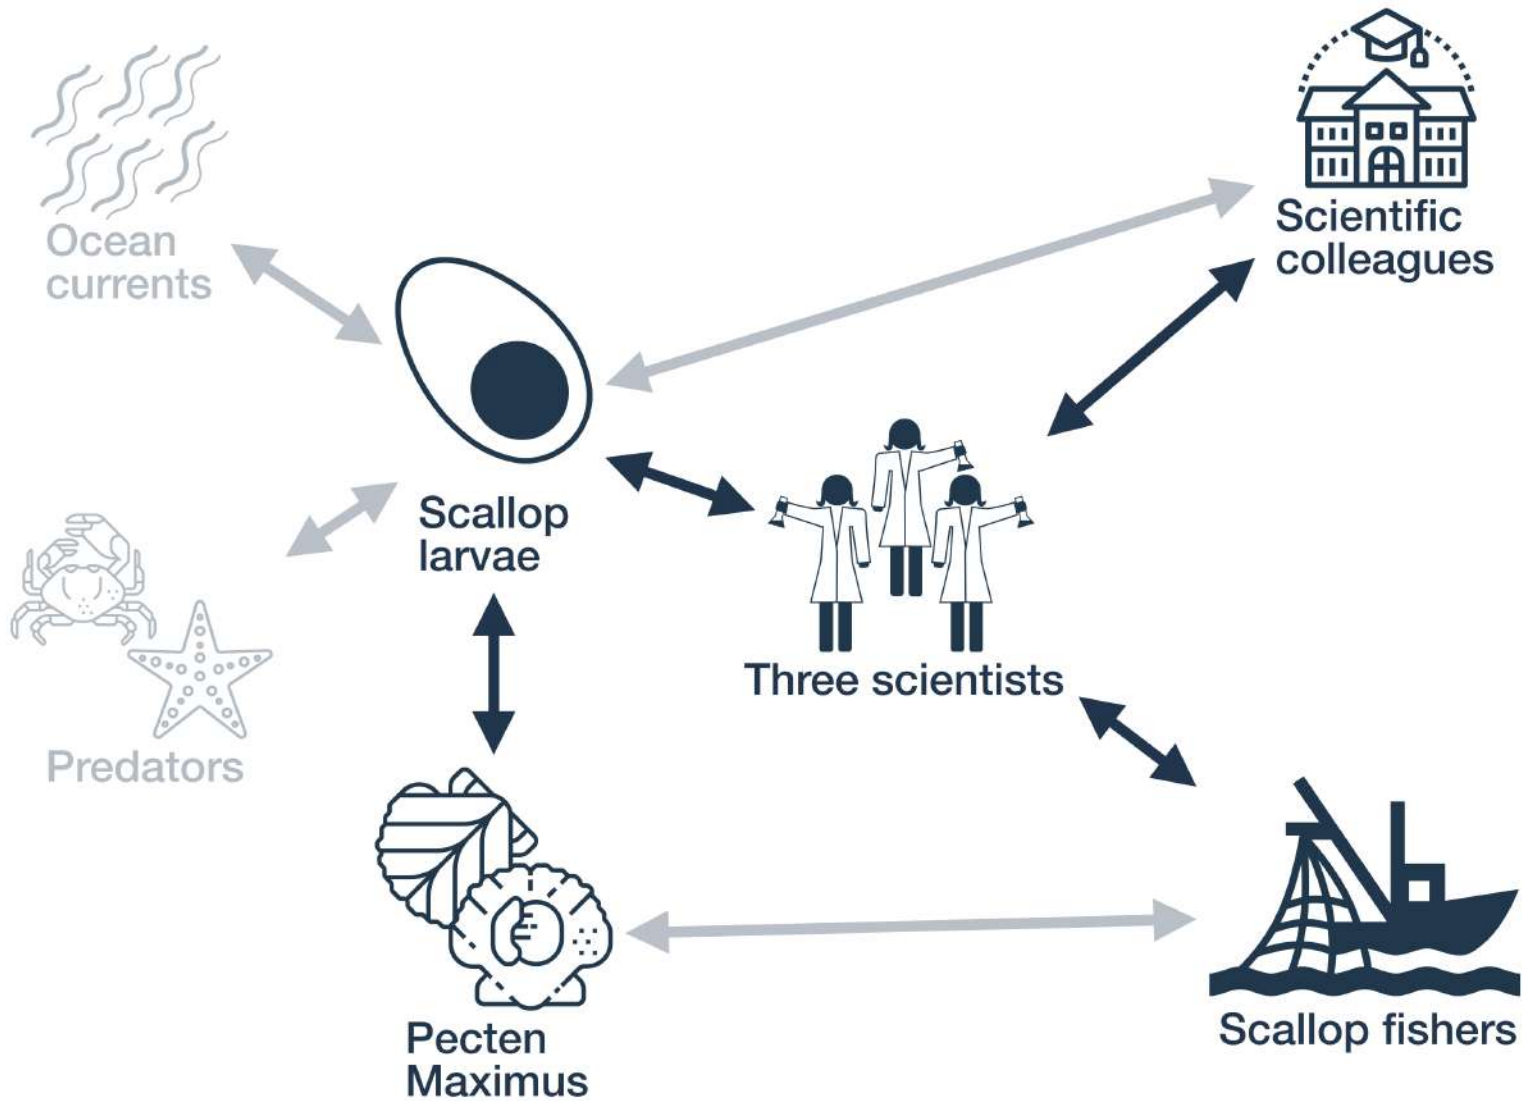 Ocean
currents
Scientific
colleagues
Scallop
larvae
Three scientists
Predators
Pecten
Maximus
Scallop fishers